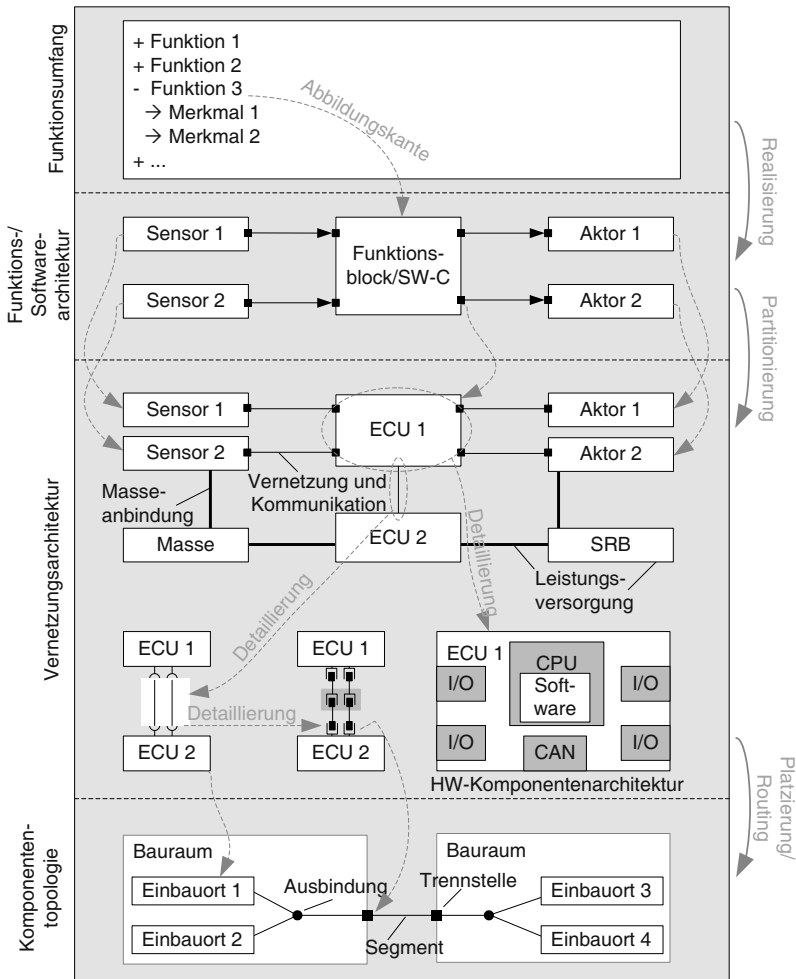 Funktionsumfang
+ Funktion 1
+ Funktion 2
- Funktion 3
→ Merkmal 1
→ Merkmal 2
+ ...
Abbildungskante
Realisierung
Funktions-/
Software-
architektur
Sensor 1
Sensor 2
Funktions-
block/SW-C
Aktor 1
Aktor 2
Partitionierung
Vernetzungsarchitektur
Sensor 1
Sensor 2
ECU 1
Aktor 1
Aktor 2
Masse-
anbindung
Vernetzung und
Kommunikation
Masse
ECU 2
SRB
Leistungs-
versorgung
Detaillierung
Detaillierung
ECU 1
ECU 2
Detaillierung
ECU 1
ECU 2
ECU 1
CPU
Soft-
ware
I/O
I/O
I/O
I/O
CAN
HW-Komponentenarchitektur
Platzierung/
Routing
Komponenten-
topologie
Bauraum
Einbauort 1
Einbauort 2
Ausbindung
Segment
Trennstelle
Bauraum
Einbauort 3
Einbauort 4